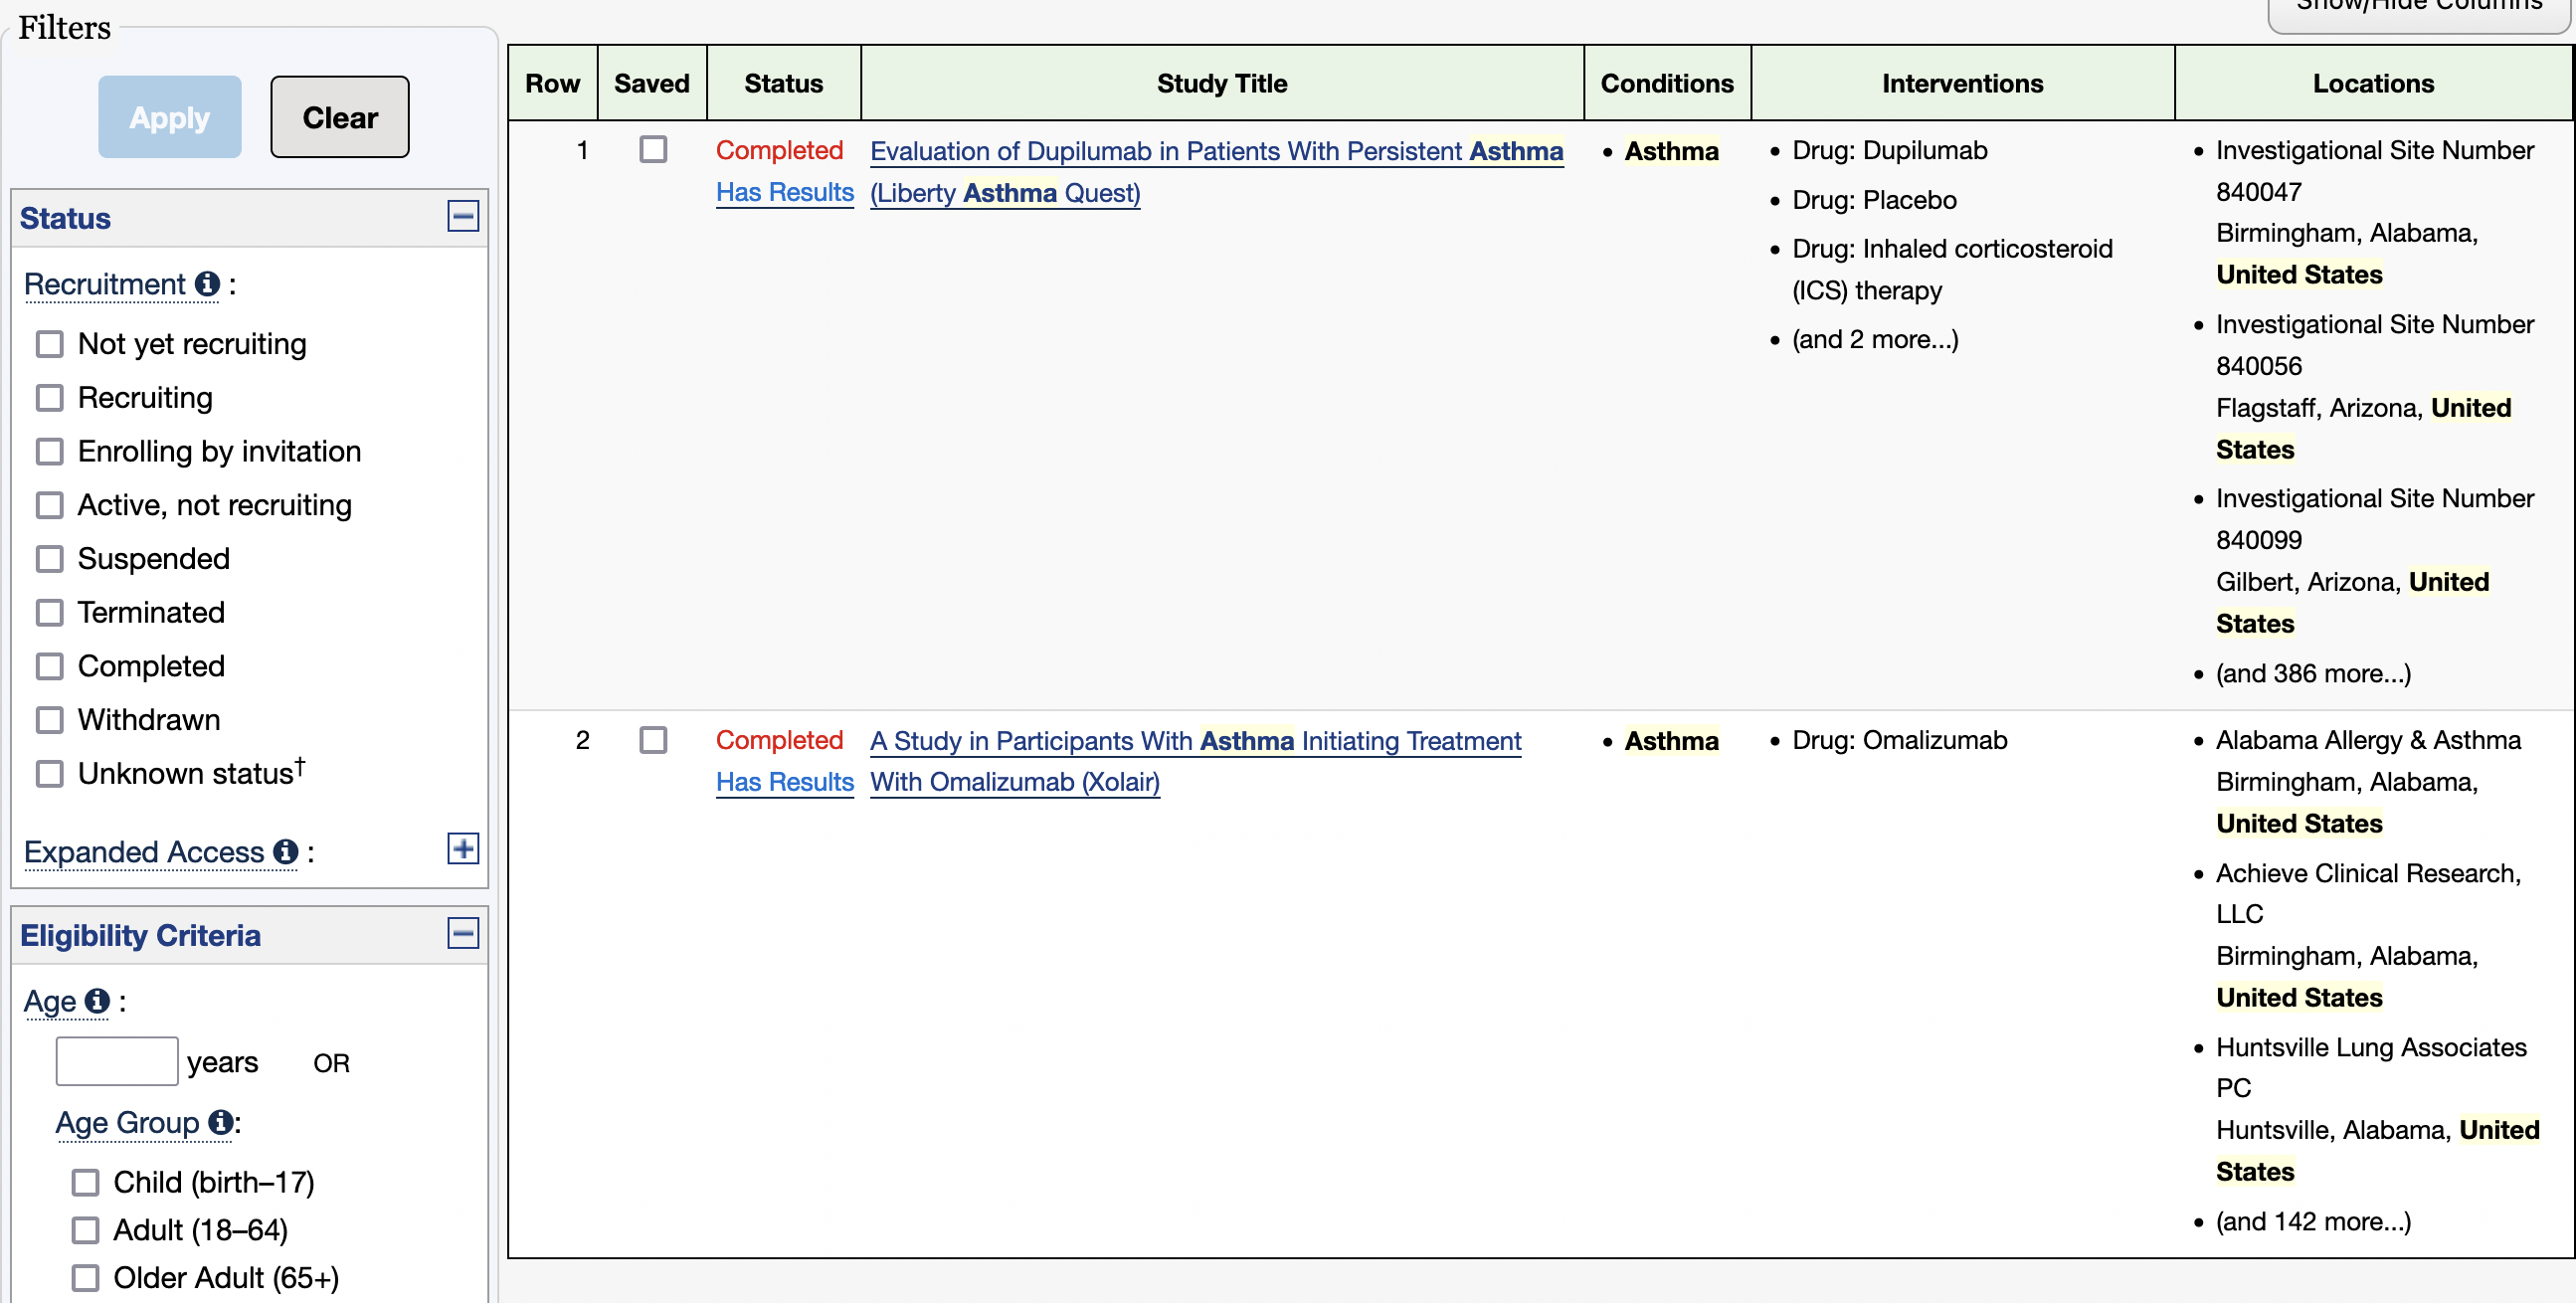 Show/Hide Columns
Filters
Apply
Clear
Status
Recruitment :
Not yet recruiting
Recruiting
Enrolling by invitation
Active, not recruiting
Suspended
Terminated
Completed
Withdrawn
Unknown status†
Expanded Access :
Eligibility Criteria
Age :
years OR
Age Group :
Child (birth–17)
Adult (18–64)
Older Adult (65+)
Row Saved Status Study Title Conditions Interventions Locations
1
Completed
Has Results
Evaluation of Dupilumab in Patients With Persistent Asthma
(Liberty Asthma Quest)
• Asthma
• Drug: Dupilumab
• Drug: Placebo
• Drug: Inhaled corticosteroid
(ICS) therapy
• (and 2 more...)
• Investigational Site Number
840047
Birmingham, Alabama,
United States
• Investigational Site Number
840056
Flagstaff, Arizona, United
States
• Investigational Site Number
840099
Gilbert, Arizona, United
States
• (and 386 more...)
2
Completed
Has Results
A Study in Participants With Asthma Initiating Treatment
With Omalizumab (Xolair)
• Asthma
• Drug: Omalizumab
• Alabama Allergy & Asthma
Birmingham, Alabama,
United States
• Achieve Clinical Research,
LLC
Birmingham, Alabama,
United States
• Huntsville Lung Associates
PC
Huntsville, Alabama, United
States
• (and 142 more...)